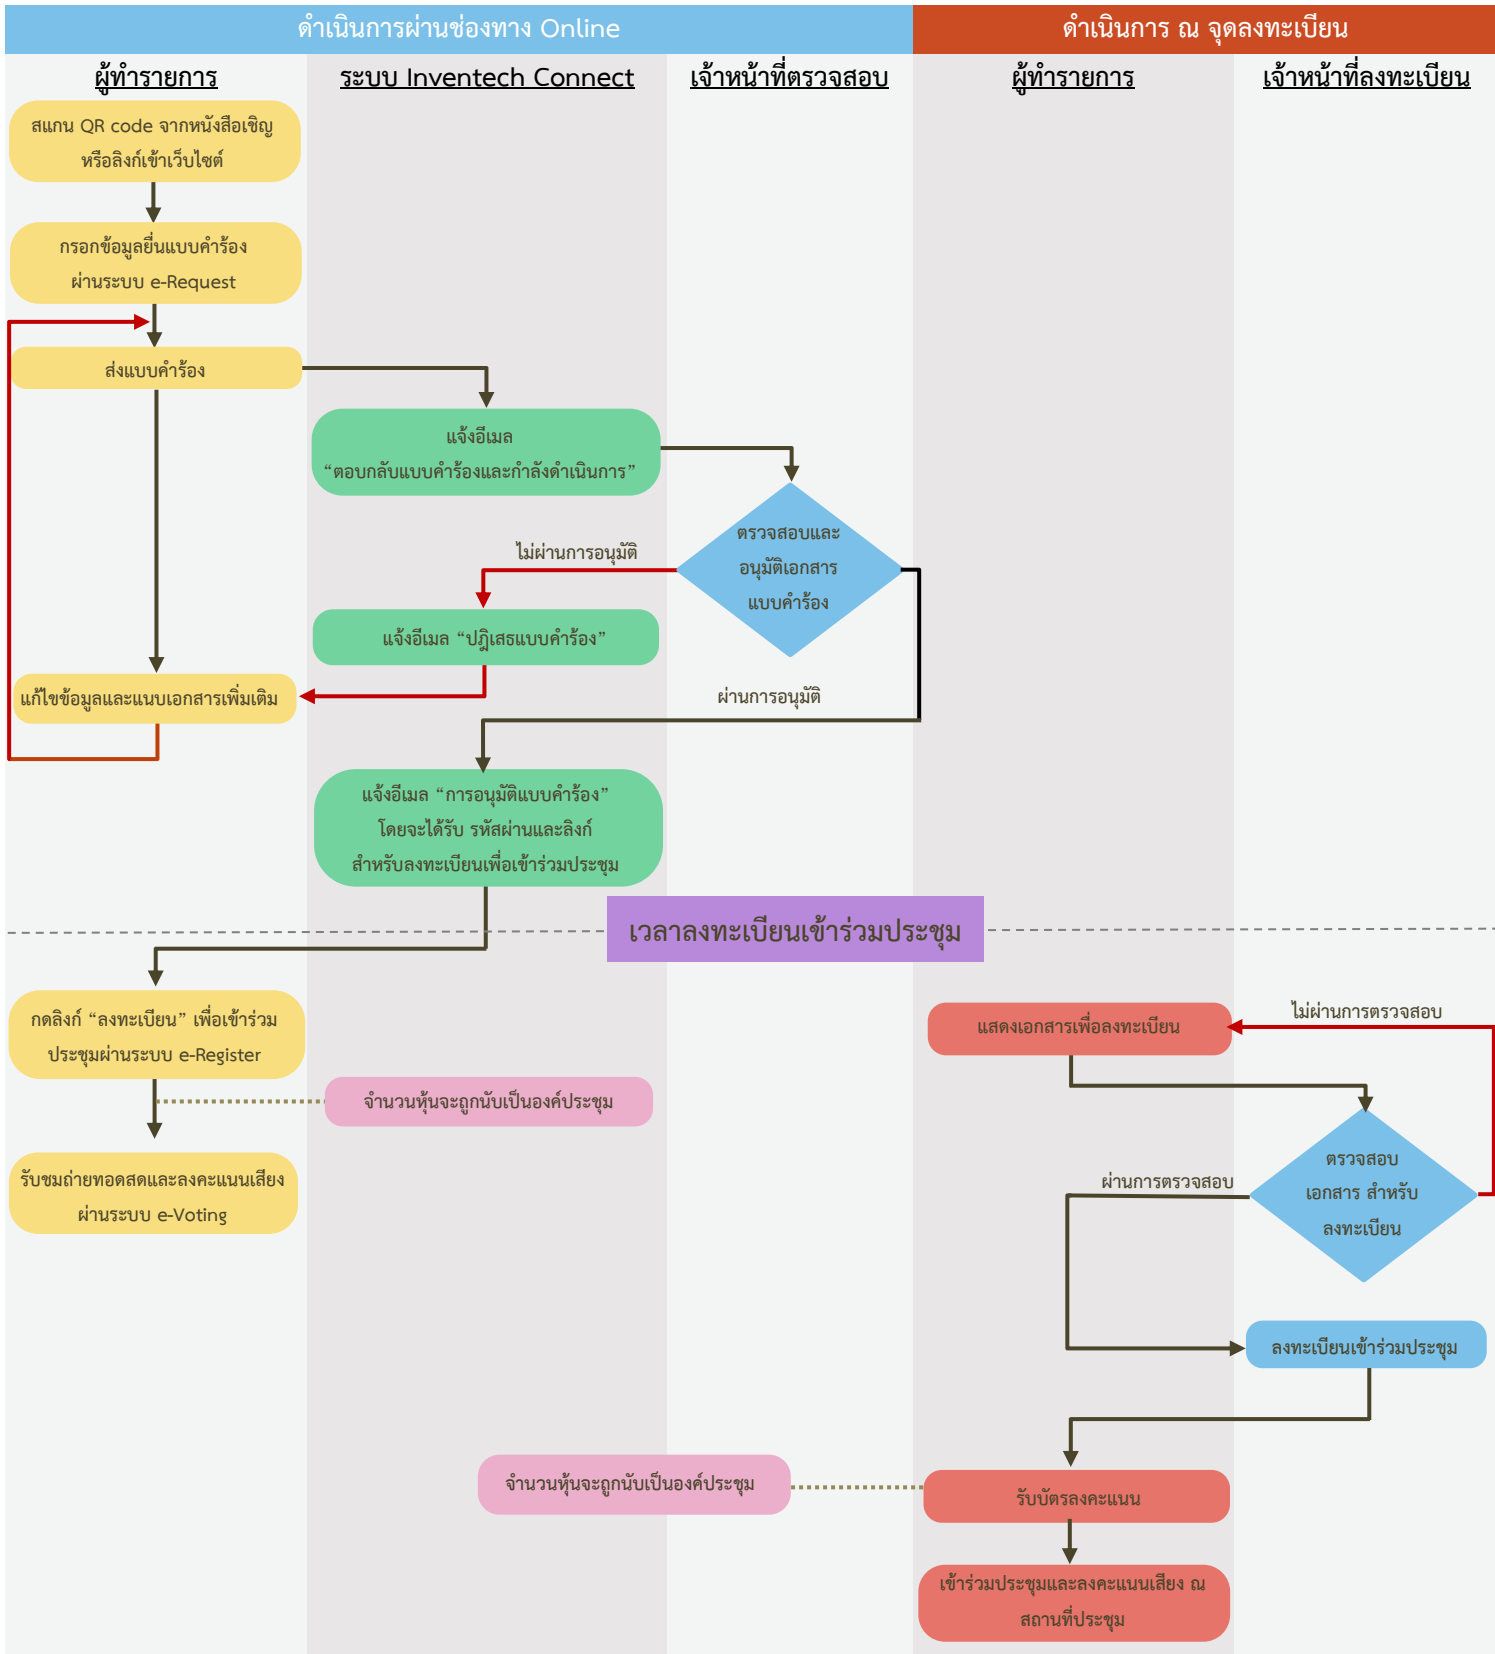 ดำเนินการผ่านช่องทาง Online
ดำเนินการ ณ จุดลงทะเบียน
ผู้ทำรายการ
ระบบ Inventech Connect
เจ้าหน้าที่ตรวจสอบ
ผู้ทำรายการ
เจ้าหน้าที่ลงทะเบียน
สแกน QR code จากหนังสือเชิญ
หรือลิงก์เข้าเว็บไซต์
กรอกข้อมูลยื่นแบบคำร้อง
ผ่านระบบ e-Request
ส่งแบบคำร้อง
แจ้งอีเมล
“ตอบกลับแบบคำร้องและกำลังดำเนินการ”
ตรวจสอบและ
อนุมัติเอกสาร
แบบคำร้อง
ไม่ผ่านการอนุมัติ
แจ้งอีเมล “ปฏิเสธแบบคำร้อง”
แก้ไขข้อมูลและแนบเอกสารเพิ่มเติม
ผ่านการอนุมัติ
แจ้งอีเมล “การอนุมัติแบบคำร้อง”
โดยจะได้รับ รหัสผ่านและลิงก์
สำหรับลงทะเบียนเพื่อเข้าร่วมประชุม
เวลาลงทะเบียนเข้าร่วมประชุม
กดลิงก์ “ลงทะเบียน” เพื่อเข้าร่วม
ประชุมผ่านระบบ e-Register
จำนวนหุ้นจะถูกนับเป็นองค์ประชุม
รับชมถ่ายทอดสดและลงคะแนนเสียง
ผ่านระบบ e-Voting
แสดงเอกสารเพื่อลงทะเบียน
ไม่ผ่านการตรวจสอบ
ตรวจสอบ
เอกสาร สำหรับ
ลงทะเบียน
ผ่านการตรวจสอบ
ลงทะเบียนเข้าร่วมประชุม
จำนวนหุ้นจะถูกนับเป็นองค์ประชุม
รับบัตรลงคะแนน
เข้าร่วมประชุมและลงคะแนนเสียง ณ
สถานที่ประชุม